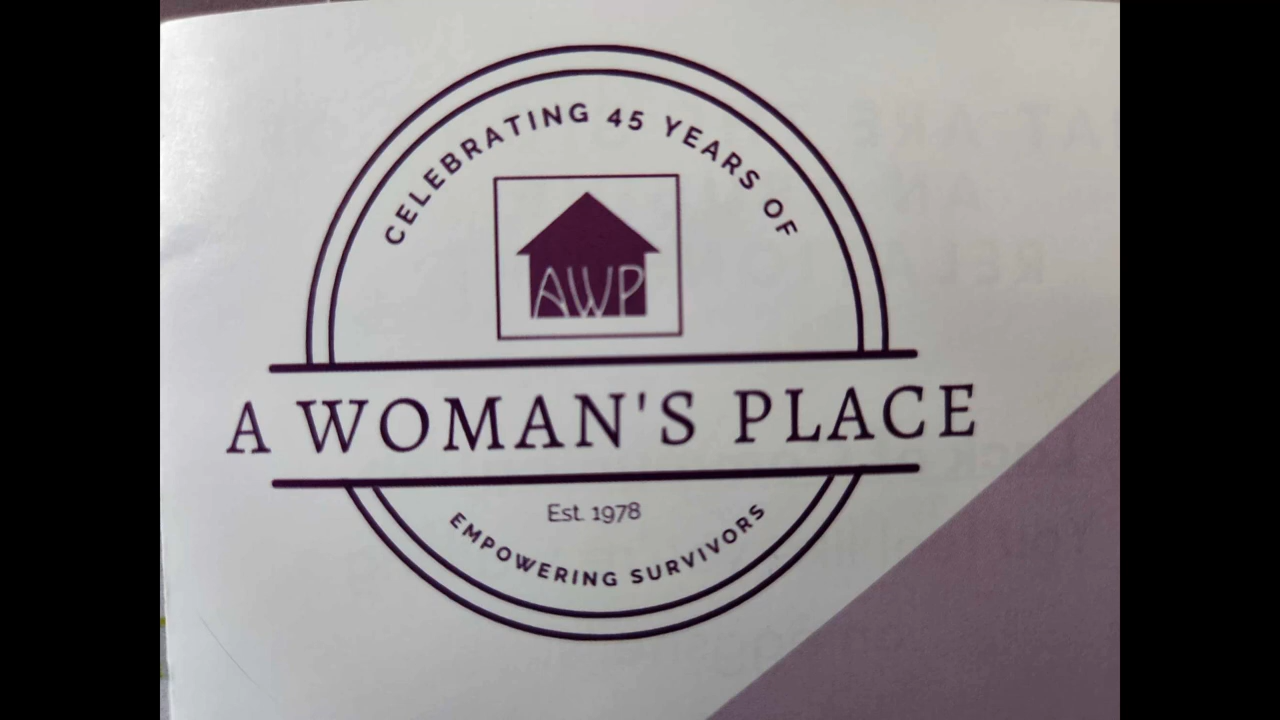 CELEBRATING 45 YEARS OF
AWP
A WOMAN'S PLACE
Est. 1978
EMPOWERING SURVIVORS